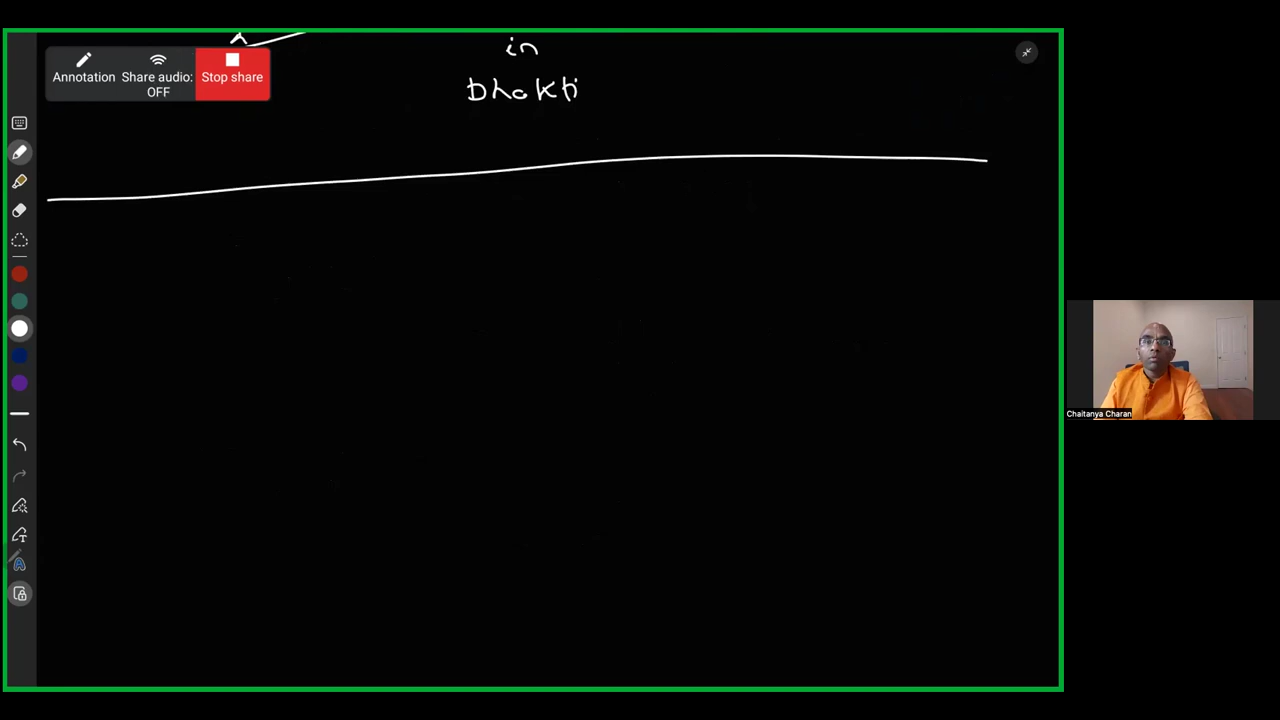 in
bhakti
Annotation
Share audio: OFF
Stop share
Chaitanya Charan